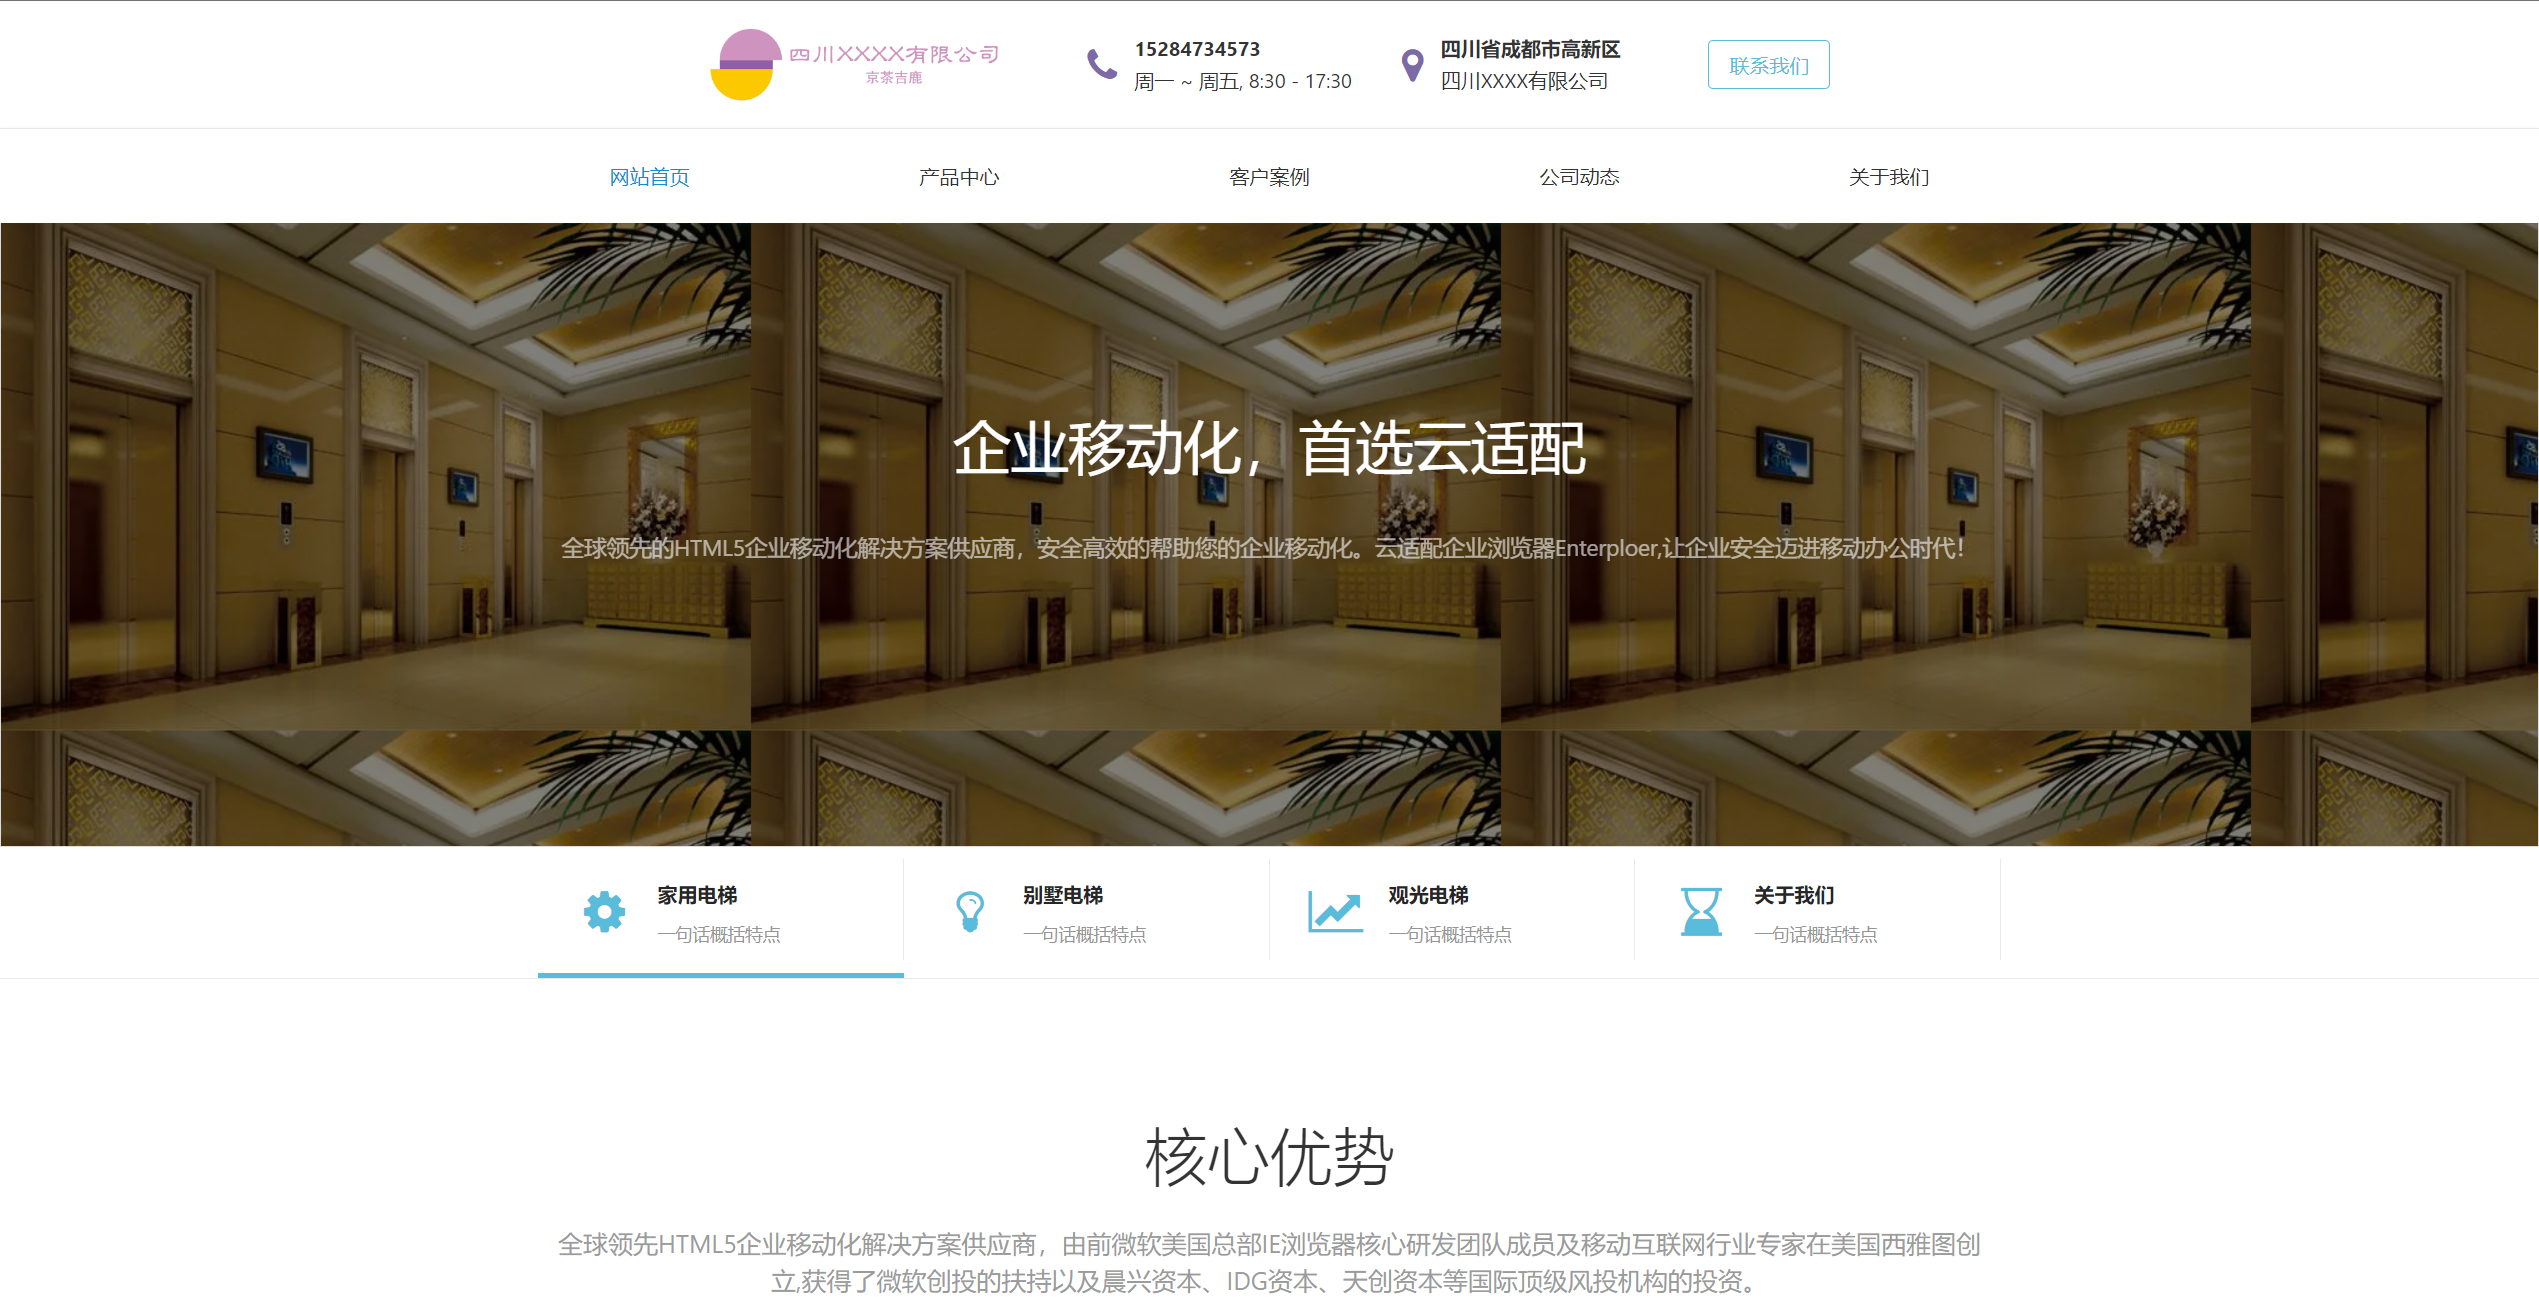 四川XXXX有限公司
京茶吉鹿
15284734573
周一 ~ 周五, 8:30 - 17:30
四川省成都市高新区
四川XXXX有限公司
联系我们
网站首页
产品中心
客户案例
公司动态
关于我们
企业移动化，首选云适配
全球领先的HTML5企业移动化解决方案供应商，安全高效的帮助您的企业移动化。云适配企业浏览器Enterploer,让企业安全迈进移动办公时代！
家用电梯
一句话概括特点
别墅电梯
一句话概括特点
观光电梯
一句话概括特点
关于我们
一句话概括特点
核心优势
全球领先HTML5企业移动化解决方案供应商，由前微软美国总部IE浏览器核心研发团队成员及移动互联网行业专家在美国西雅图创
立,获得了微软创投的扶持以及晨兴资本、IDG资本、天创资本等国际顶级风投机构的投资。